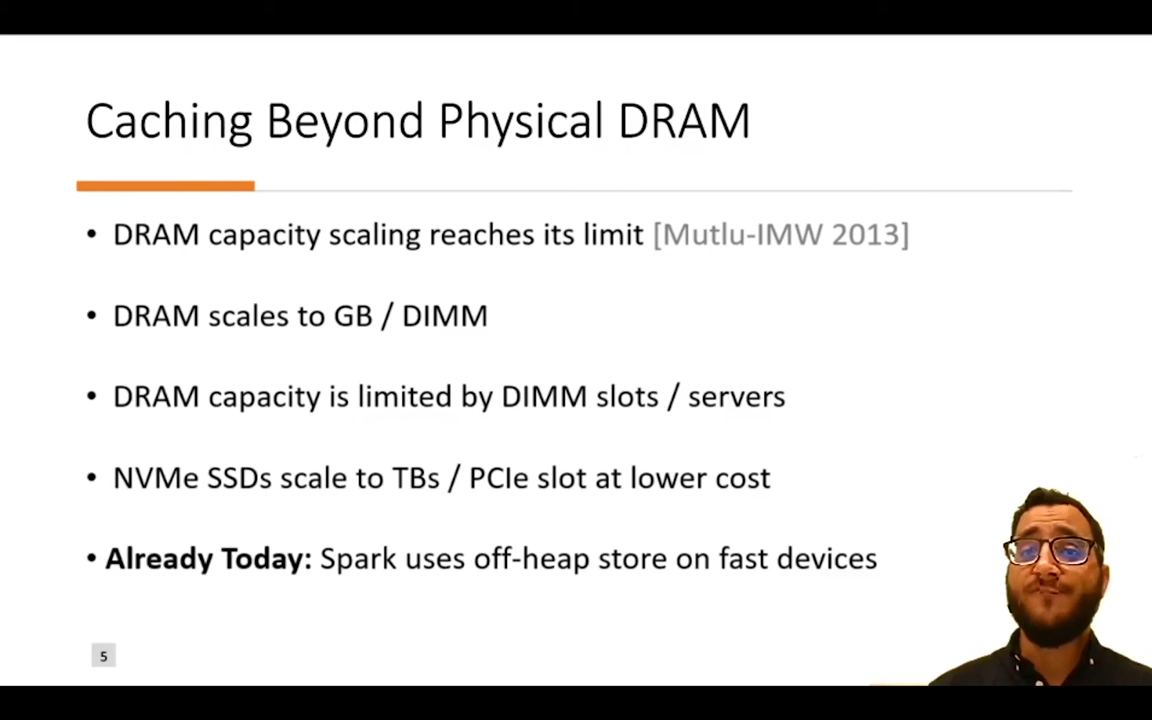 Caching Beyond Physical DRAM
• DRAM capacity scaling reaches its limit [Mutlu-IMW 2013]
• DRAM scales to GB / DIMM
• DRAM capacity is limited by DIMM slots / servers
• NVMe SSDs scale to TBs / PCIe slot at lower cost
• Already Today: Spark uses off-heap store on fast devices
5